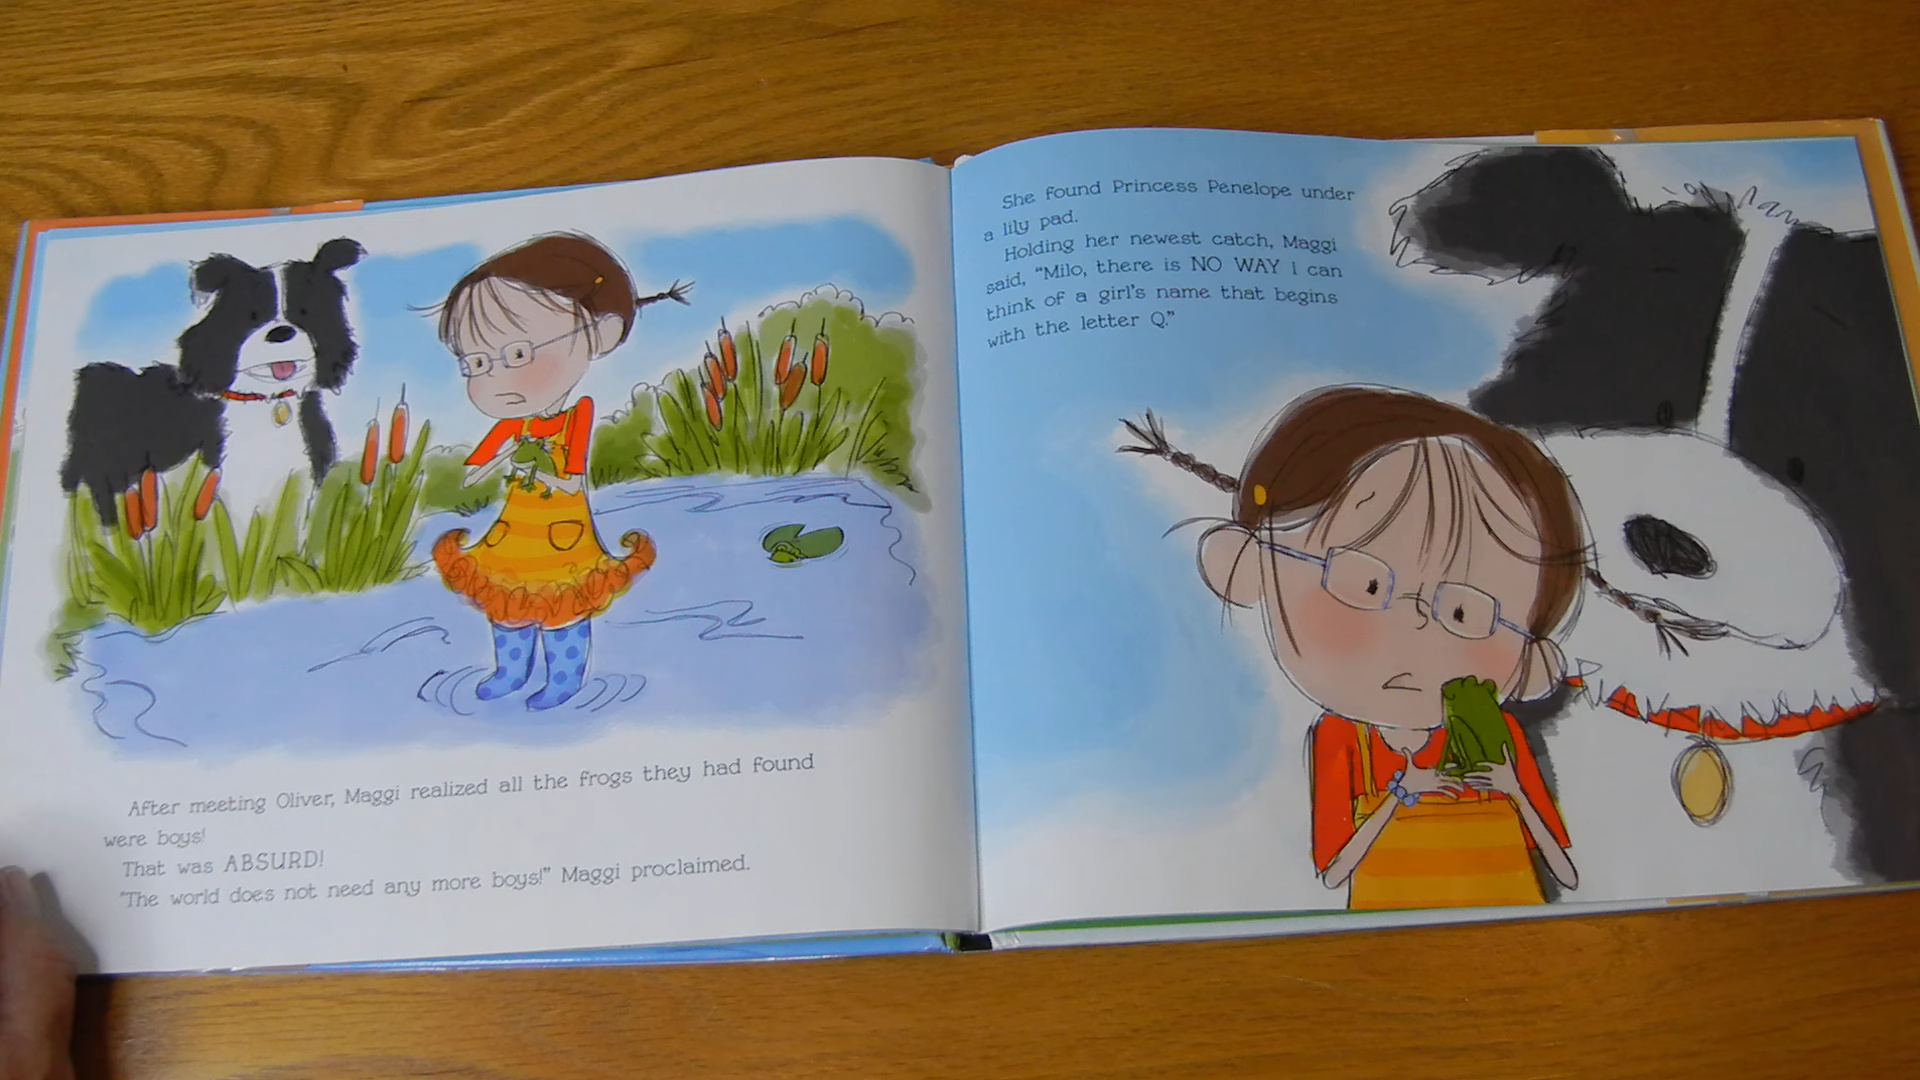 After meeting Oliver, Maggi realized all the frogs they had found
were boys!
That was ABSURD!
"The world does not need any more boys!" Maggi proclaimed.
She found Princess Penelope under
a lily pad.
Holding her newest catch, Maggi
said, "Milo, there is NO WAY I can
think of a girl's name that begins
with the letter Q."